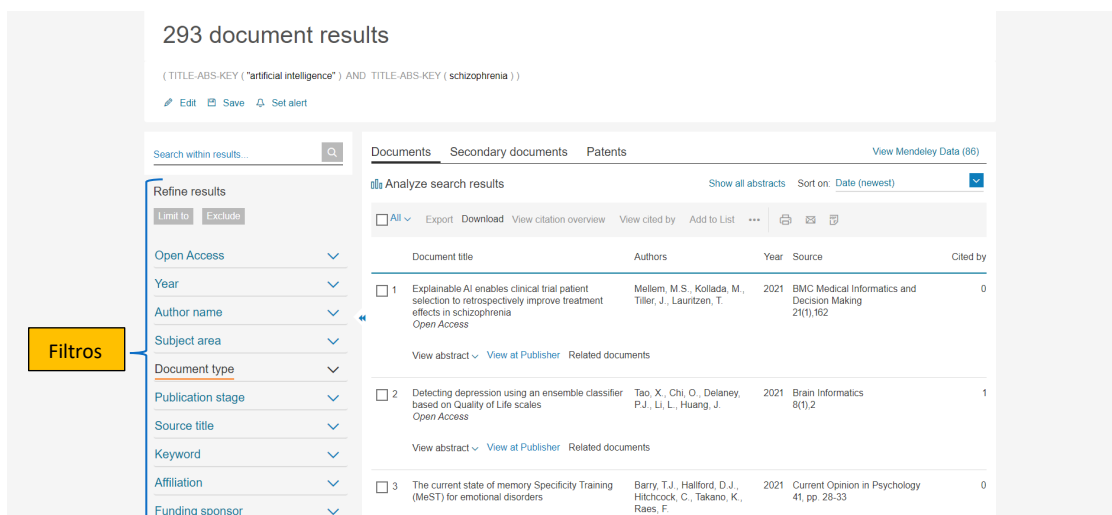 293 document results
( TITLE-ABS-KEY ( "artificial intelligence" ) AND TITLE-ABS-KEY ( schizophrenia ) )
Edit Save Set alert
Search within results...
Refine results
Limit to Exclude
Open Access
Year
Author name
Subject area
Document type
Publication stage
Source title
Keyword
Affiliation
Funding sponsor
Filtros
Documents Secondary documents Patents View Mendeley Data (86)
Analyze search results Show all abstracts Sort on: Date (newest)
All Export Download View citation overview View cited by Add to List ...
Document title Authors Year Source Cited by
1 Explainable AI enables clinical trial patient Mellem, M.S., Kollada, M., 2021 BMC Medical Informatics and 0
selection to retrospectively improve treatment Tiller, J., Lauritzen, T. Decision Making
effects in schizophrenia 21(1),162
Open Access
View abstract View at Publisher Related documents
2 Detecting depression using an ensemble classifier Tao, X., Chi, O., Delaney, 2021 Brain Informatics 1
based on Quality of Life scales P.J., Li, L., Huang, J. 8(1),2
Open Access
View abstract View at Publisher Related documents
3 The current state of memory Specificity Training Barry, T.J., Hallford, D.J., 2021 Current Opinion in Psychology 0
(MeST) for emotional disorders Hitchcock, C., Takano, K., 41, pp. 28-33
Raes, F.